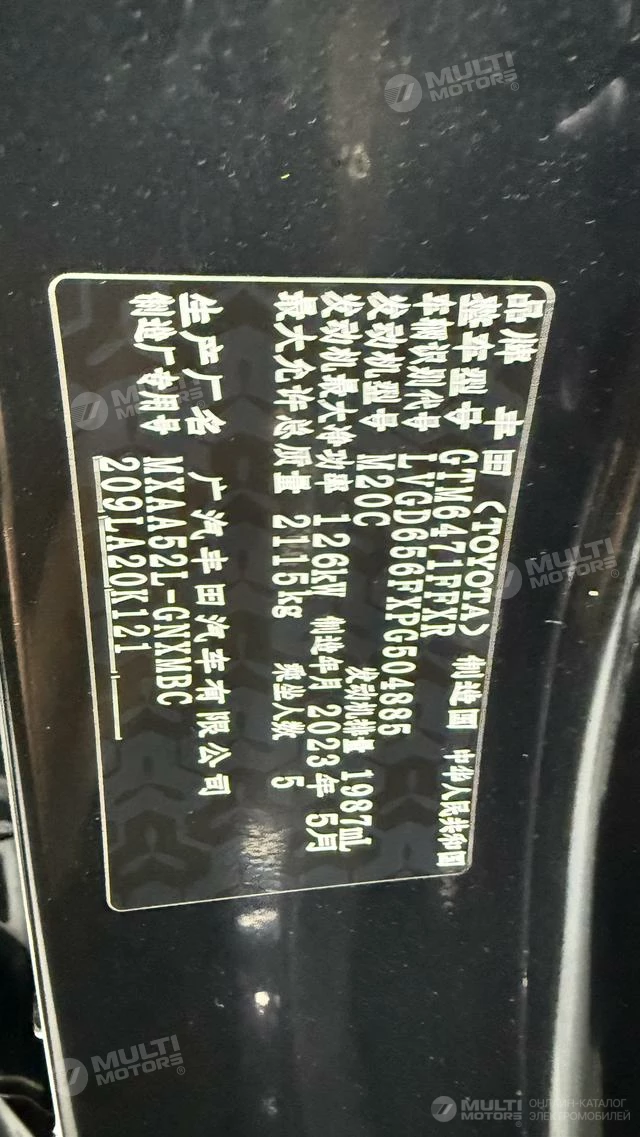 MULTI
MOTORS®
品牌 丰田(TOYOTA) 制造国 中华人民共和国
整车型号 GTM6471FFXR
车辆识别代号 LVGD656FXPG504885
发动机型号 M20C 发动机排量 1987mL
发动机最大净功率 126kW 制造年月 2023年 5月
最大允许总质量 2115kg 乘坐人数 5
生产厂名 广汽丰田汽车有限公司
制造厂专用号 MXAA52L-GNXMBC
209LA20K121
MULTI
MOTORS
MULTI
MOTORS®
MULTI
MOTORS®
MULTI
MOTORS®
ОНЛАЙН-КАТАЛОГ
ЭЛЕКТРОМОБИЛЕЙ